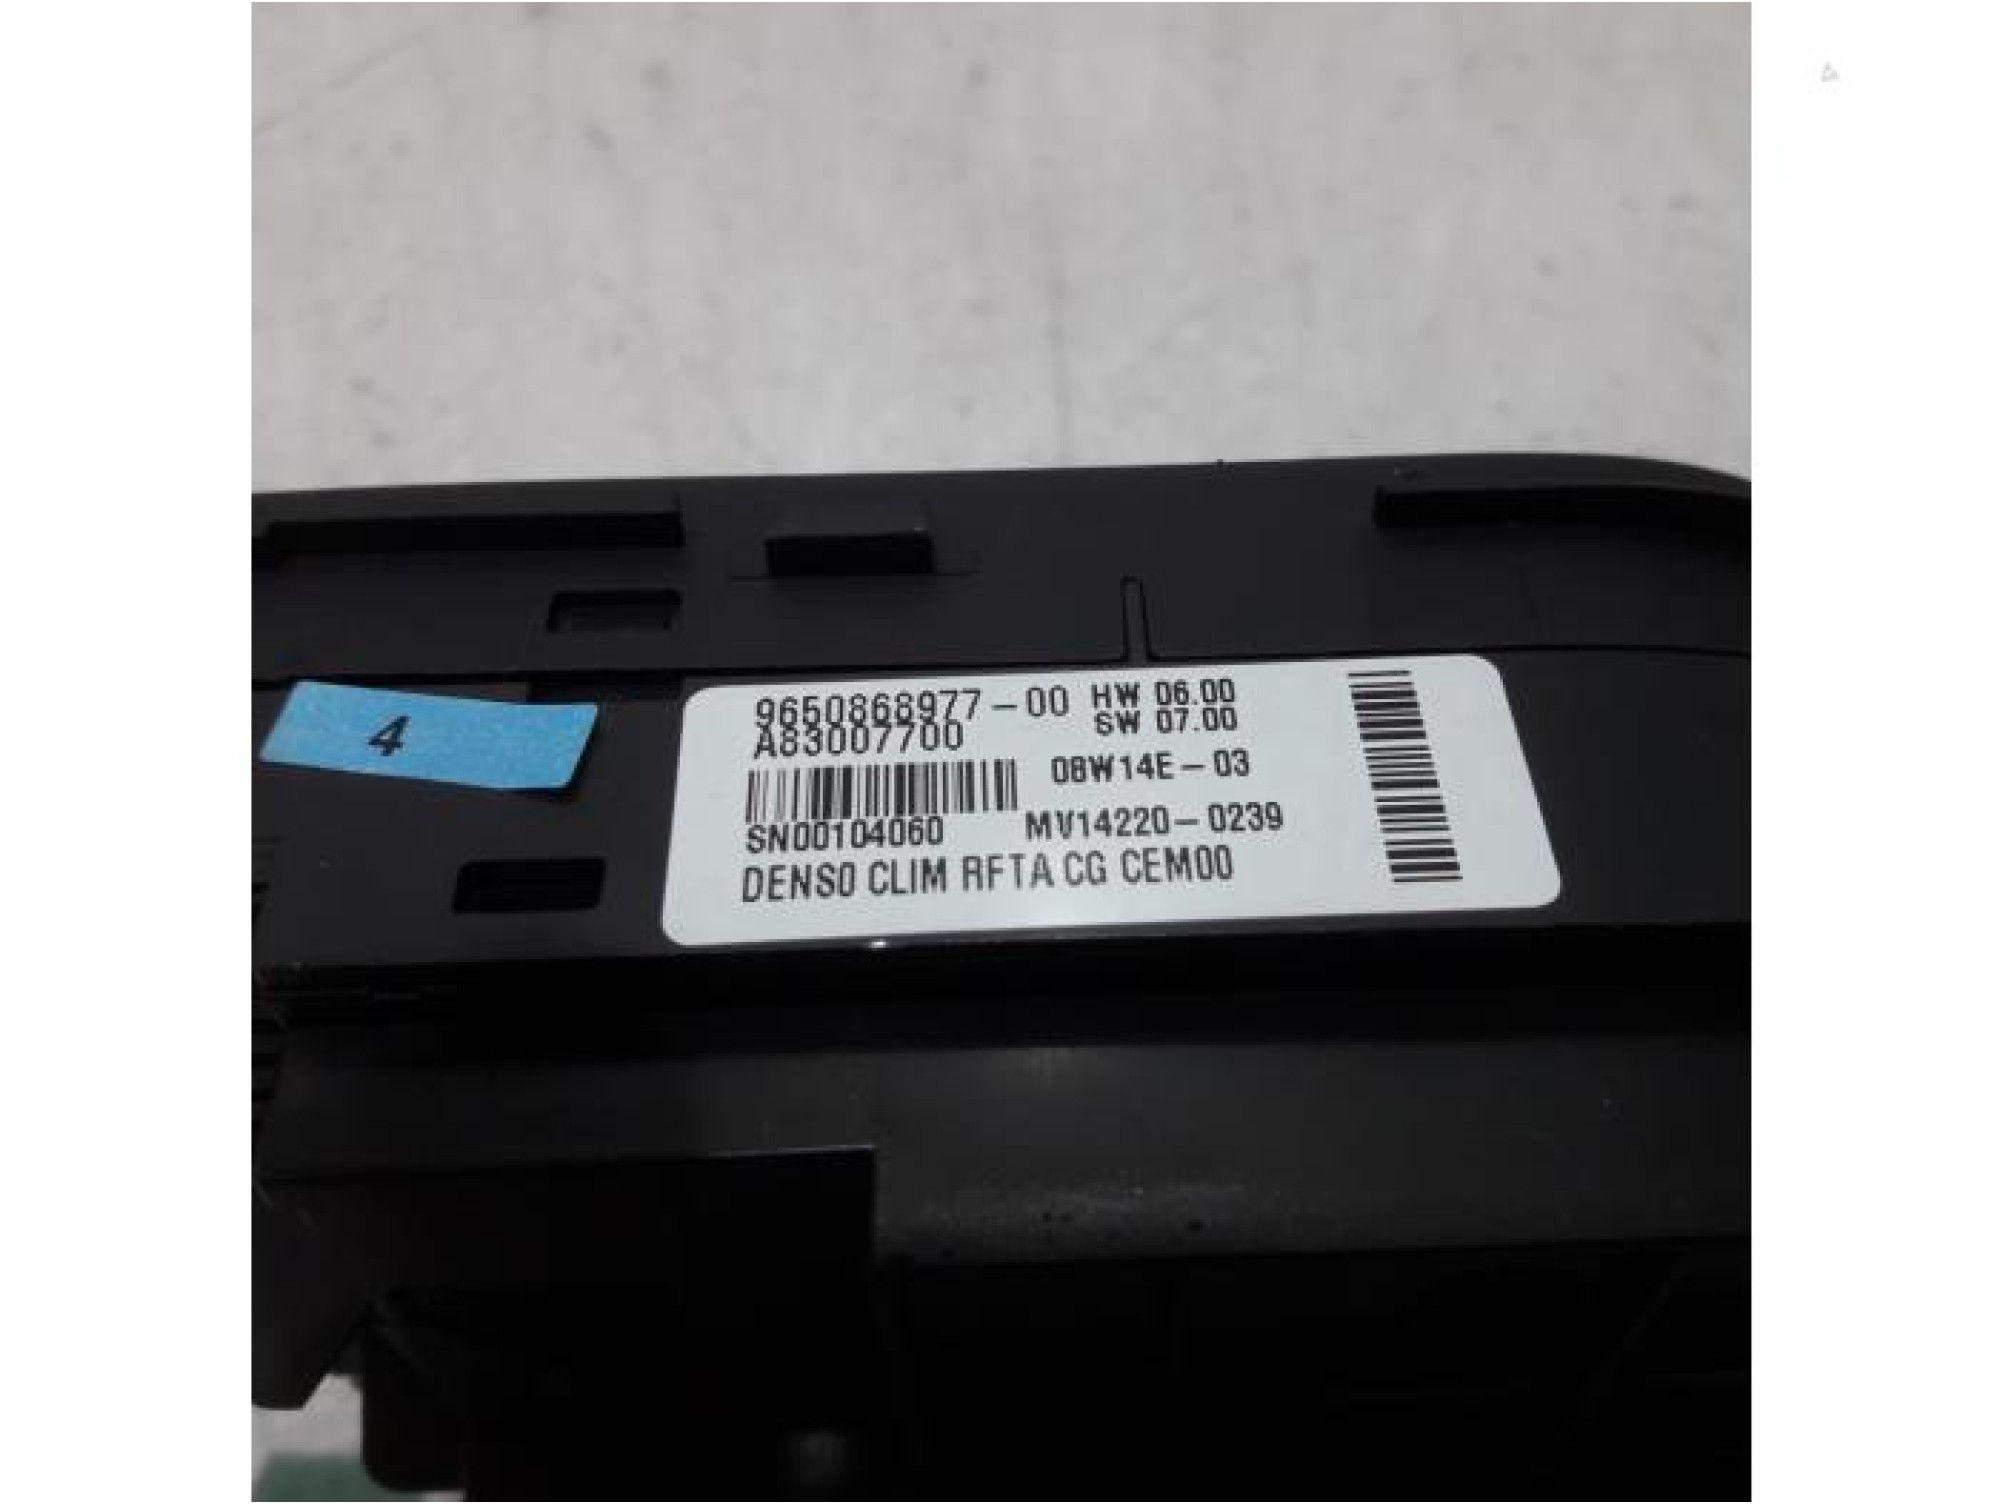 4
9650868977-00 HW 06.00
A83007700 SW 07.00
08W14E-03
SN00104060 MV14220-0239
DENSO CLIM RFTA CG CEM00